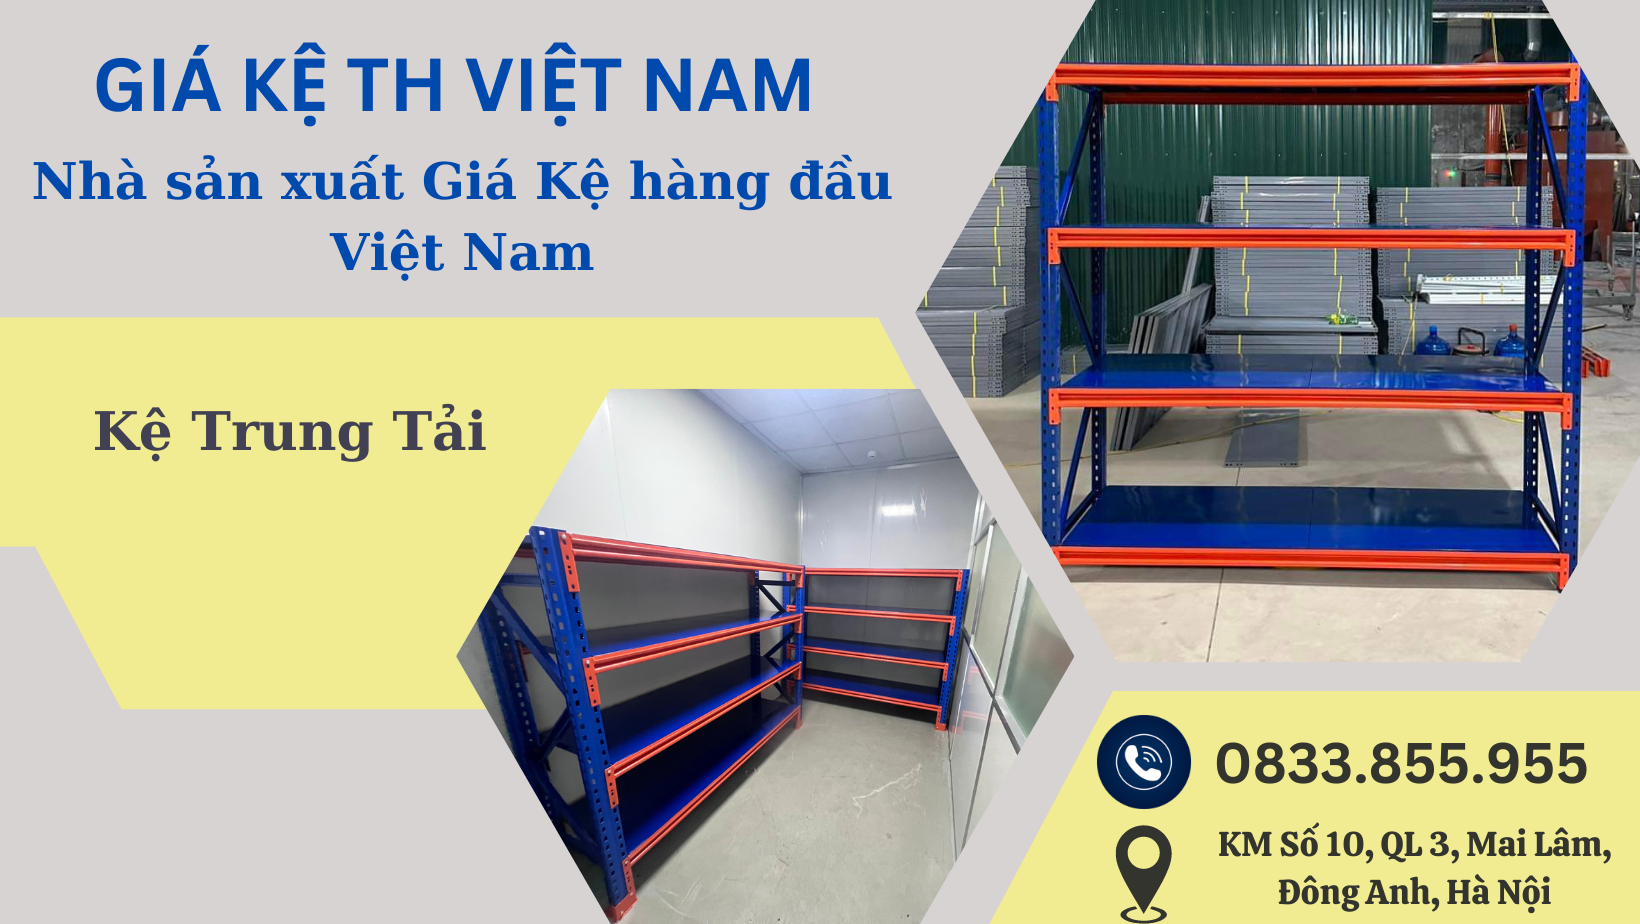 GIÁ KỆ TH VIỆT NAM
Nhà sản xuất Giá Kệ hàng đầu
Việt Nam
Kệ Trung Tải
0833.855.955
KM Số 10, QL 3, Mai Lâm,
Đông Anh, Hà Nội